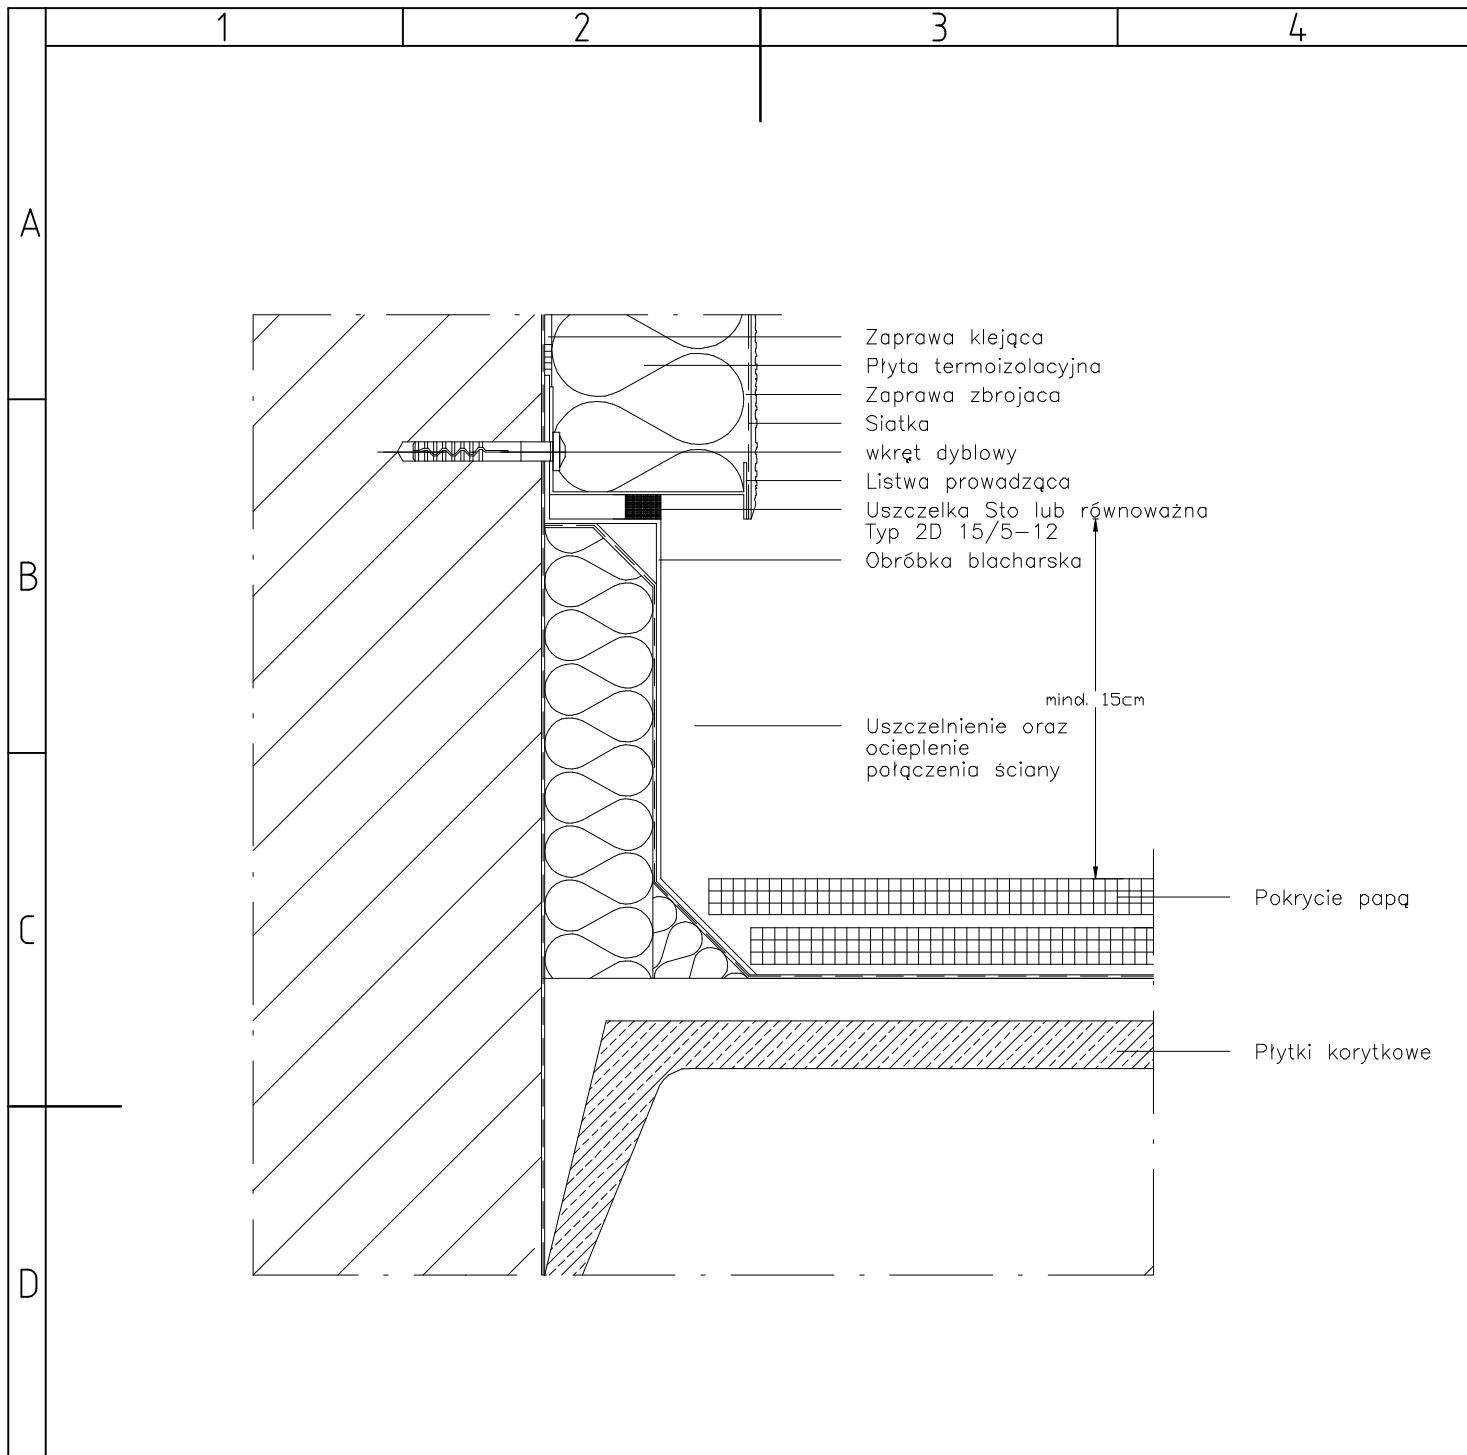 1 2 3 4
A
Zaprawa klejąca
Płyta termoizolacyjna
Zaprawa zbrojaca
Siatka
wkręt dyblowy
Listwa prowadząca
Uszczelka Sto lub równoważna
Typ 2D 15/5-12
Obróbka blacharska
B
mind. 15cm
Uszczelnienie oraz
ocieplenie
połączenia ściany
Pokrycie papą
C
Płytki korytkowe
D